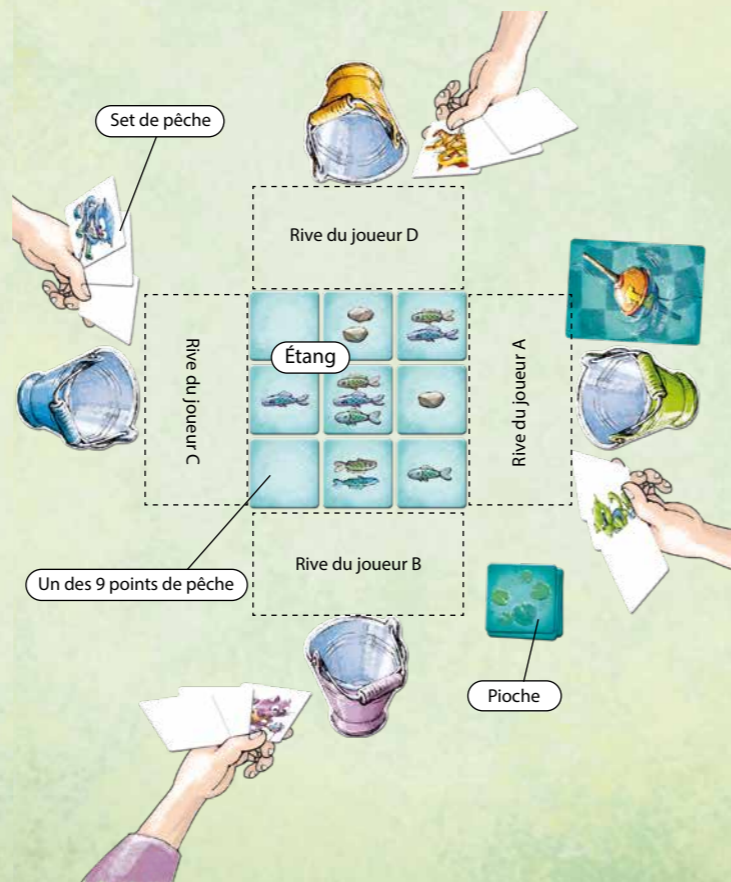 Set de pêche
Rive du joueur D
Étang
Rive du joueur C
Rive du joueur A
Un des 9 points de pêche
Rive du joueur B
Pioche